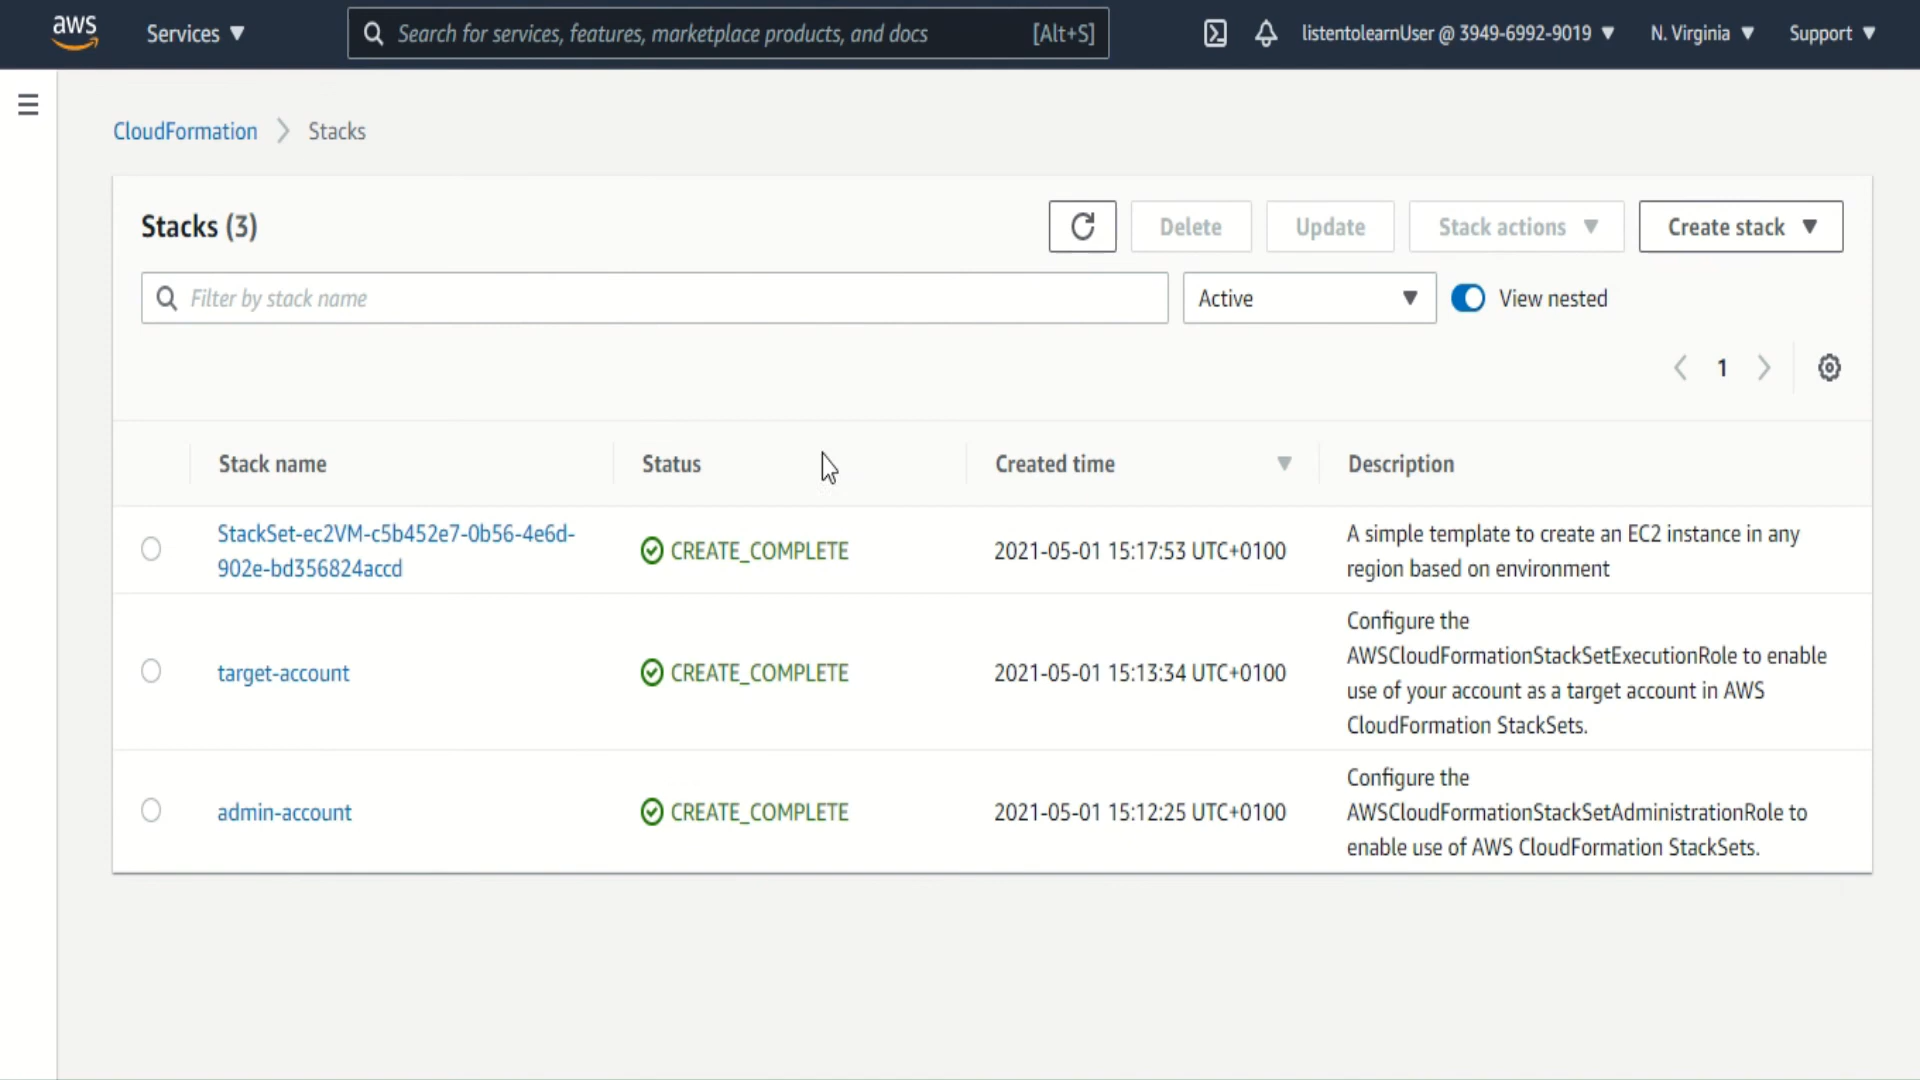 aws
Services ▼
Search for services, features, marketplace products, and docs
[Alt+S]
listentolearnUser @ 3949-6992-9019 ▼
N. Virginia ▼
Support ▼
CloudFormation > Stacks
Stacks (3)
Delete
Update
Stack actions ▼
Create stack ▼
Filter by stack name
Active
View nested
1
Stack name
Status
Created time
Description
StackSet-ec2VM-c5b452e7-0b56-4e6d-
902e-bd356824accd
CREATE_COMPLETE
2021-05-01 15:17:53 UTC+0100
A simple template to create an EC2 instance in any
region based on environment
target-account
CREATE_COMPLETE
2021-05-01 15:13:34 UTC+0100
Configure the
AWSCloudFormationStackSetExecutionRole to enable
use of your account as a target account in AWS
CloudFormation StackSets.
admin-account
CREATE_COMPLETE
2021-05-01 15:12:25 UTC+0100
Configure the
AWSCloudFormationStackSetAdministrationRole to
enable use of AWS CloudFormation StackSets.